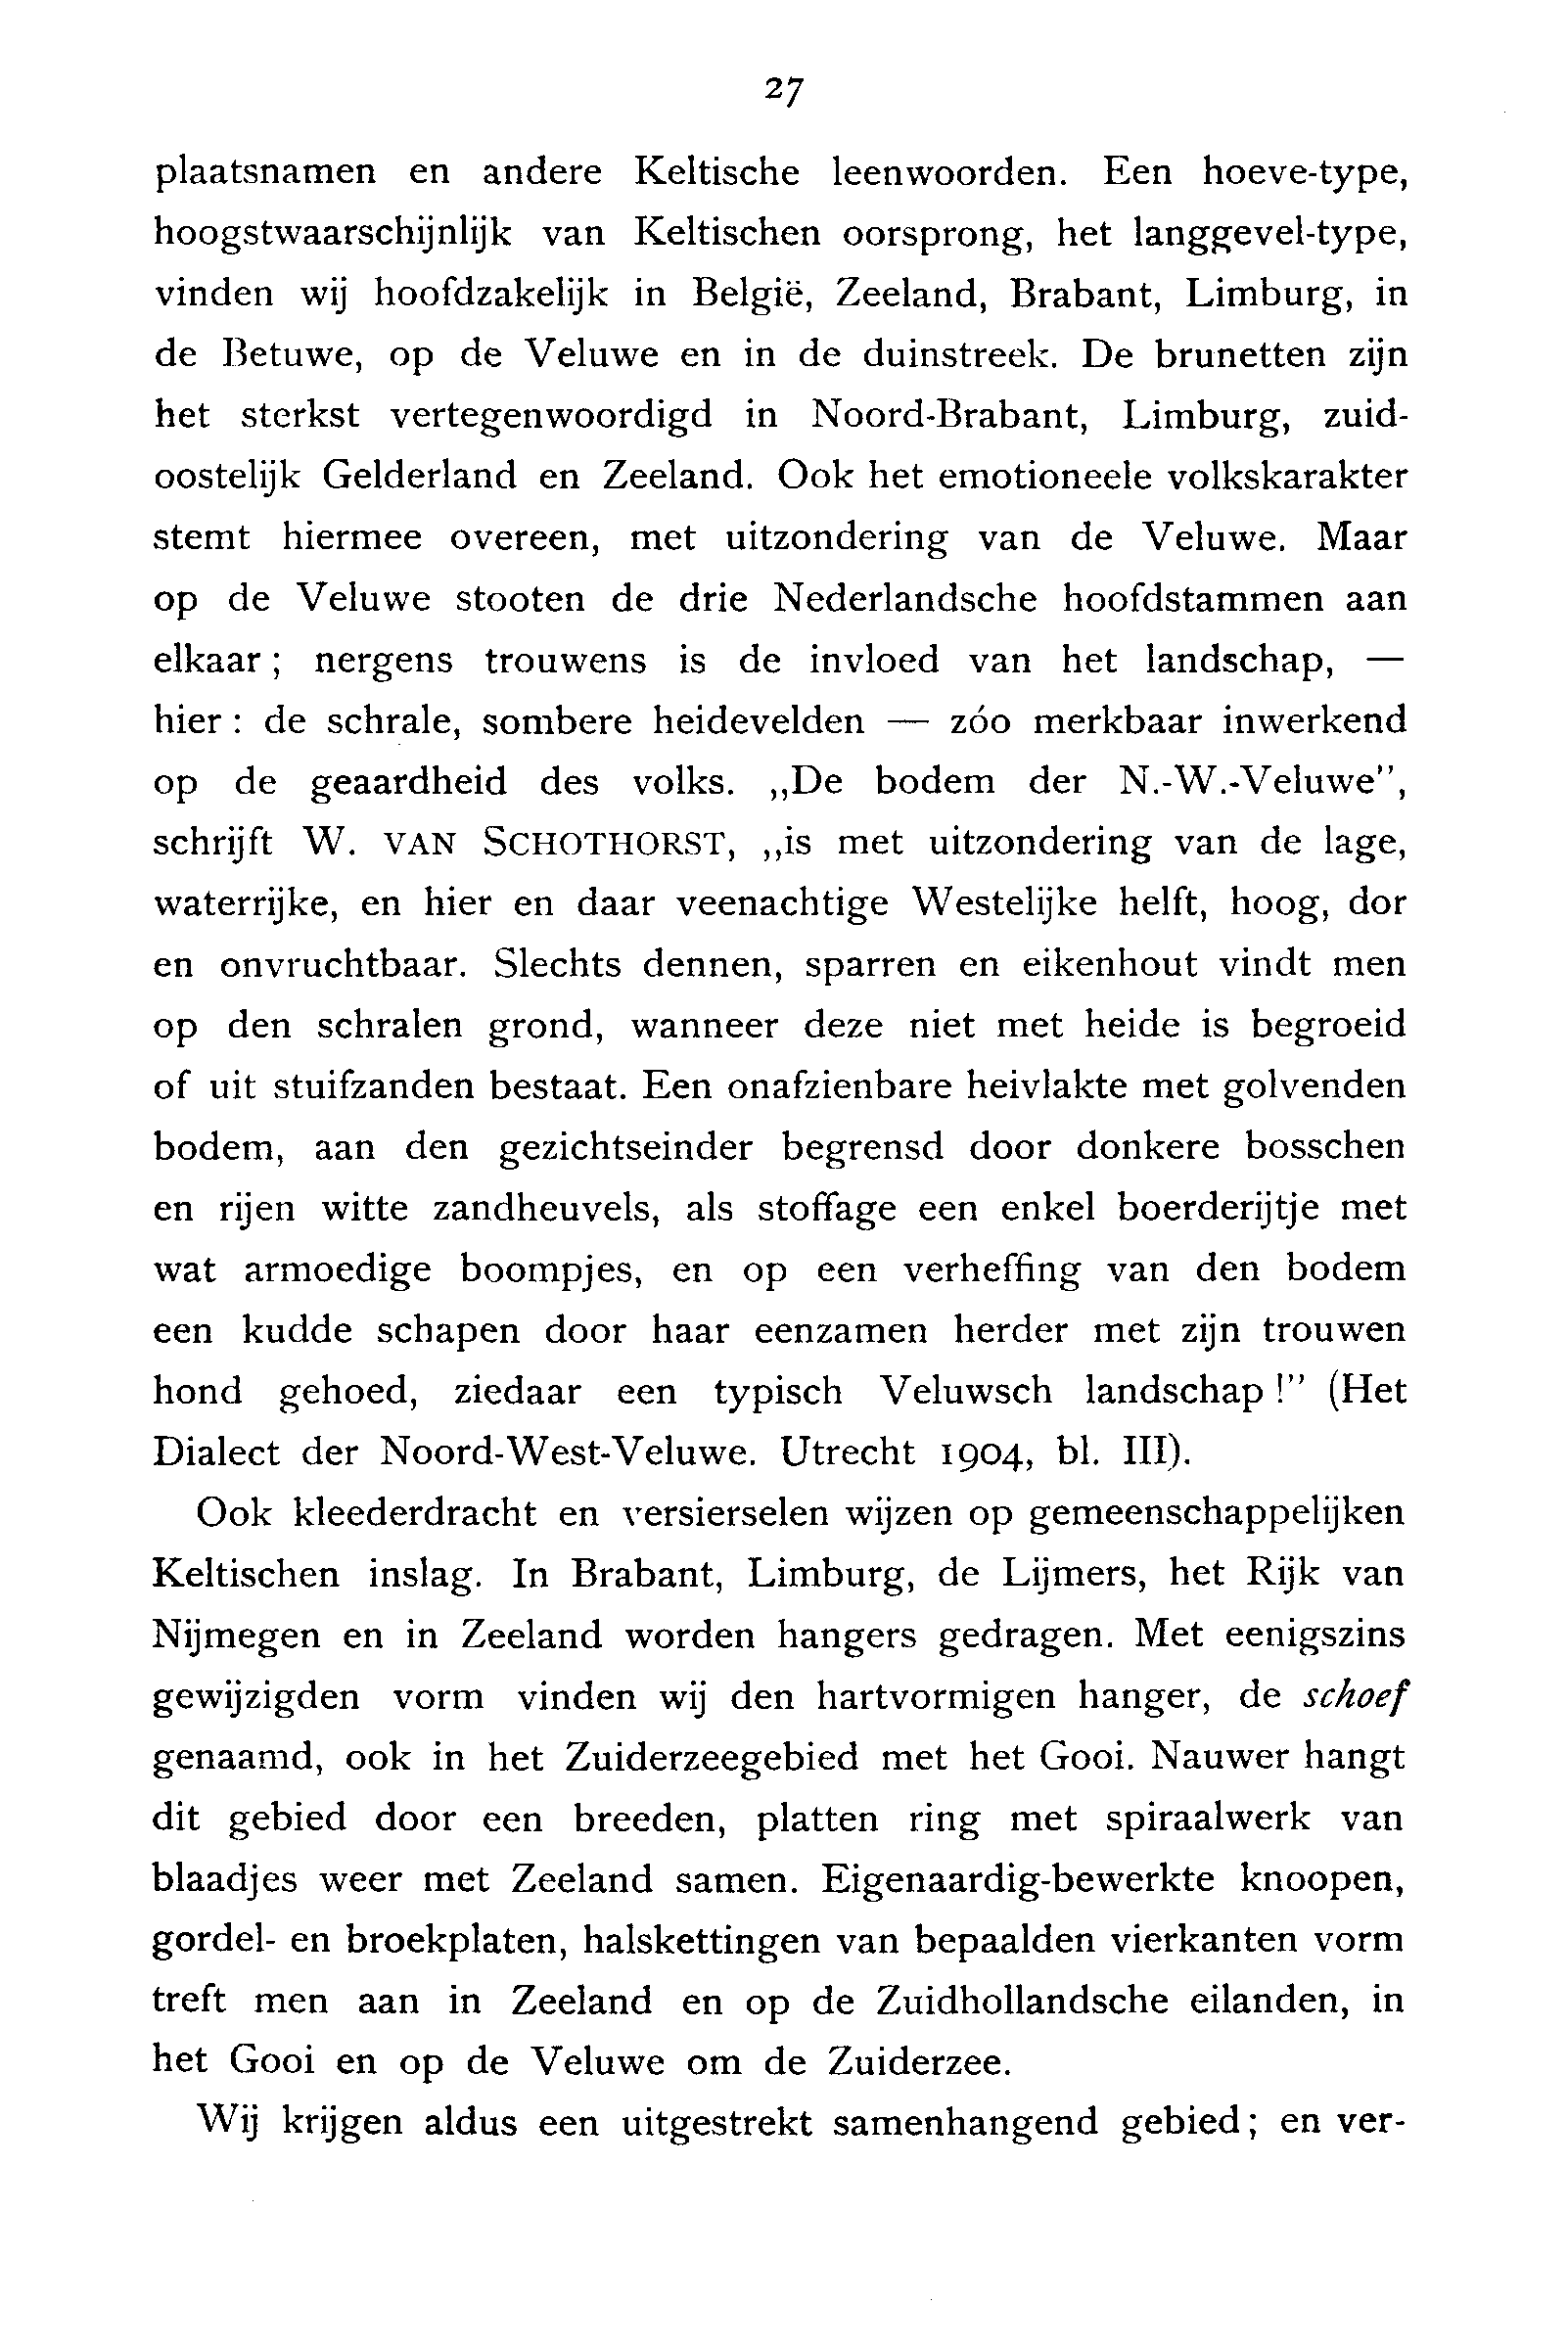 27
plaatsnamen en andere Keltische leenwoorden. Een hoeve-type,
hoogstwaarschijnlijk van Keltischen oorsprong, het langgevel-type,
vinden wij hoofdzakelijk in België, Zeeland, Brabant, Limburg, in
de Betuwe, op de Veluwe en in de duinstreek. De brunetten zijn
het sterkst vertegenwoordigd in Noord-Brabant, Limburg, zuid-
oostelijk Gelderland en Zeeland. Ook het emotioneele volkskarakter
stemt hiermee overeen, met uitzondering van de Veluwe. Maar
op de Veluwe stooten de drie Nederlandsche hoofdstammen aan
elkaar; nergens trouwens is de invloed van het landschap, —
hier: de schrale, sombere heidevelden — zóo merkbaar inwerkend
op de geaardheid des volks. „De bodem der N.-W.-Veluwe”,
schrijft W. VAN SCHOTHORST, „is met uitzondering van de lage,
waterrijke, en hier en daar veenachtige Westelijke helft, hoog, dor
en onvruchtbaar. Slechts dennen, sparren en eikenhout vindt men
op den schralen grond, wanneer deze niet met heide is begroeid
of uit stuifzanden bestaat. Een onafzienbare heivlakte met golvenden
bodem, aan den gezichtseinder begrensd door donkere bosschen
en rijen witte zandheuvels, als stoffage een enkel boerderijtje met
wat armoedige boompjes, en op een verheffing van den bodem
een kudde schapen door haar eenzamen herder met zijn trouwen
hond gehoed, ziedaar een typisch Veluwsch landschap!” (Het
Dialect der Noord-West-Veluwe. Utrecht 1904, bl. III).
Ook kleederdracht en versierselen wijzen op gemeenschappelijken
Keltischen inslag. In Brabant, Limburg, de Lijmers, het Rijk van
Nijmegen en in Zeeland worden hangers gedragen. Met eenigszins
gewijzigden vorm vinden wij den hartvormigen hanger, de schoef
genaamd, ook in het Zuiderzeegebied met het Gooi. Nauwer hangt
dit gebied door een breeden, platten ring met spiraalwerk van
blaadjes weer met Zeeland samen. Eigenaardig-bewerkte knoopen,
gordel- en broekplaten, halskettingen van bepaalden vierkanten vorm
treft men aan in Zeeland en op de Zuidhollandsche eilanden, in
het Gooi en op de Veluwe om de Zuiderzee.
Wij krijgen aldus een uitgestrekt samenhangend gebied; en ver-